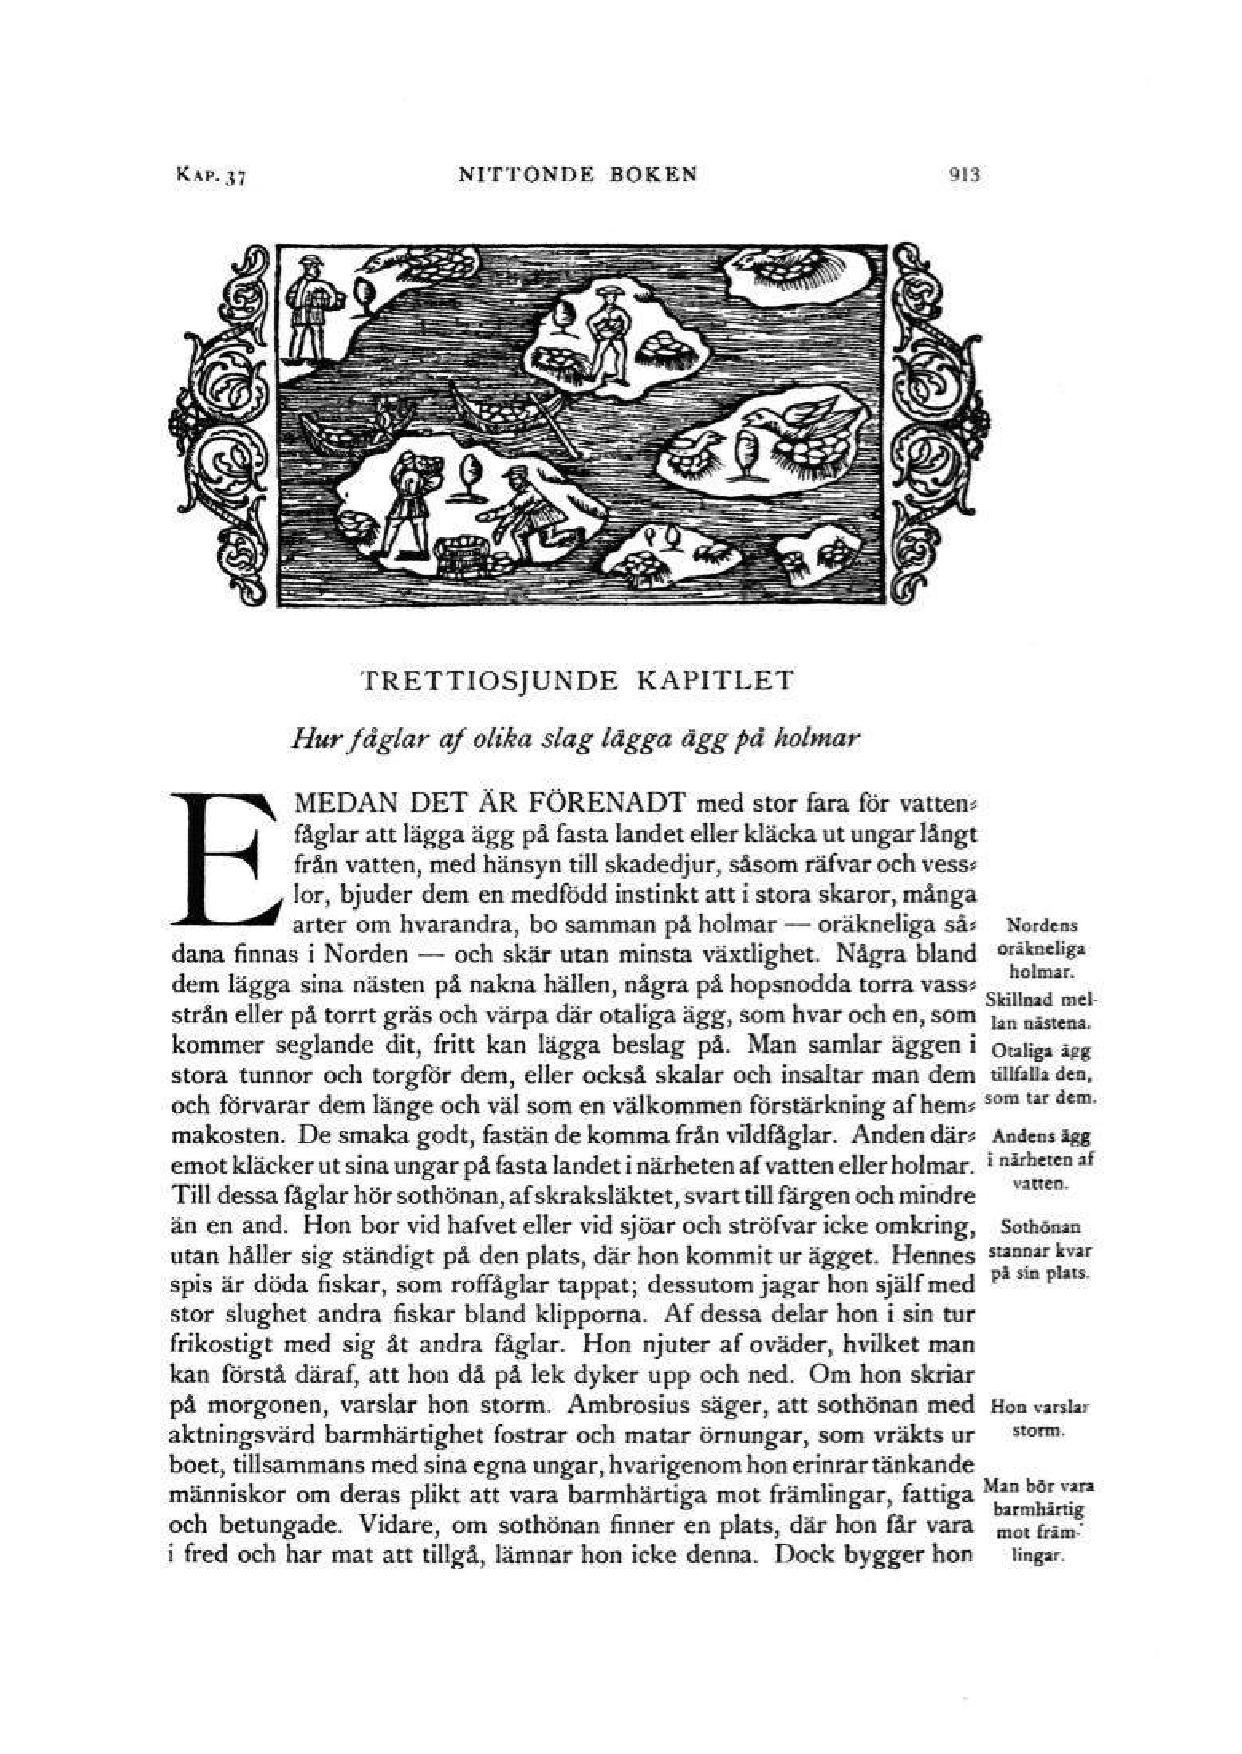 KAP. 37 NITTONDE BOKEN 913
TRETTIOSJUNDE KAPITLET
Hur fåglar af olika slag lägga ägg på holmar
EMEDAN DET ÄR FÖRENADT med stor fara för vatten-
fåglar att lägga ägg på fasta landet eller kläcka ut ungar långt
från vatten, med hänsyn till skadedjur, såsom räfvar och vess-
lor, bjuder dem en medfödd instinkt att i stora skaror, många
arter om hvarandra, bo samman på holmar — oräkneliga så-
dana finnas i Norden — och skär utan minsta växtlighet. Några bland
dem lägga sina nästen på nakna hällen, några på hopsnodda torra vass-
strån eller på torrt gräs och värpa där otaliga ägg, som hvar och en, som
kommer seglande dit, fritt kan lägga beslag på. Man samlar äggen i
stora tunnor och torgför dem, eller också skalar och insaltar man dem
och förvarar dem länge och väl som en välkommen förstärkning af hem-
makosten. De smaka godt, fastän de komma från vildfåglar. Anden där-
emot kläcker ut sina ungar på fasta landet i närheten af vatten eller holmar.
Till dessa fåglar hör sothönan, af skraksläktet, svart till färgen och mindre
än en and. Hon bor vid hafvet eller vid sjöar och ströfvar icke omkring,
utan håller sig ständigt på den plats, där hon kommit ur ägget. Hennes
spis är döda fiskar, som roffåglar tappat; dessutom jagar hon själf med
stor slughet andra fiskar bland klipporna. Af dessa delar hon i sin tur
frikostigt med sig åt andra fåglar. Hon njuter af oväder, hvilket man
kan förstå däraf, att hon då på lek dyker upp och ned. Om hon skriar
på morgonen, varslar hon storm. Ambrosius säger, att sothönan med
aktningsvärd barmhärtighet fostrar och matar örnungar, som vräkts ur
boet, tillsammans med sina egna ungar, hvarigenom hon erinrar tänkande
människor om deras plikt att vara barmhärtiga mot främlingar, fattiga
och betungade. Vidare, om sothönan finner en plats, där hon får vara
i fred och har mat att tillgå, lämnar hon icke denna. Dock bygger hon
Nordens
oräkneliga
holmar.
Skillnad mel-
lan nästena.
Otaliga ägg
tillfalla den,
som tar dem.
Andens ägg
i närheten af
vatten.
Sothönan
stannar kvar
på sin plats.
Hon varslar
storm.
Man bör vara
barmhärtig
mot främ-
lingar.